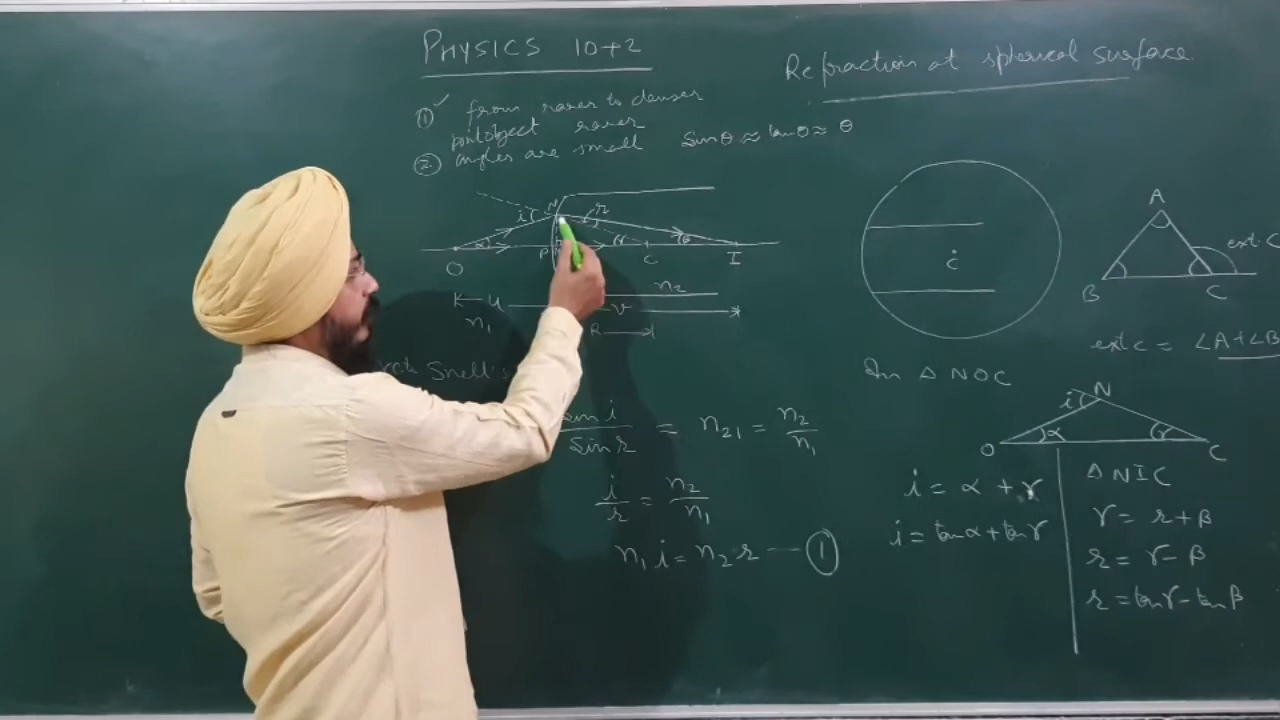 PHYSICS 10+2
Refraction at spherical surface.
① ✓ from rarer to denser
object rarer
② angles are small sinθ ≈ tanθ ≈ θ
i N r
α γ β
O P C I
u v n₂
n₁ R
Snell's
sin i / sin r = n₂₁ = n₂/n₁
i/r = n₂/n₁
n₁ i = n₂ r — ①
C
A
B C ext. C
ext C = ∠A + ∠B
In △ NOC
i N
O α γ C
i = α + γ
i = tanα + tanγ
△ NIC
γ = r + β
r = γ - β
r = tanγ - tanβ